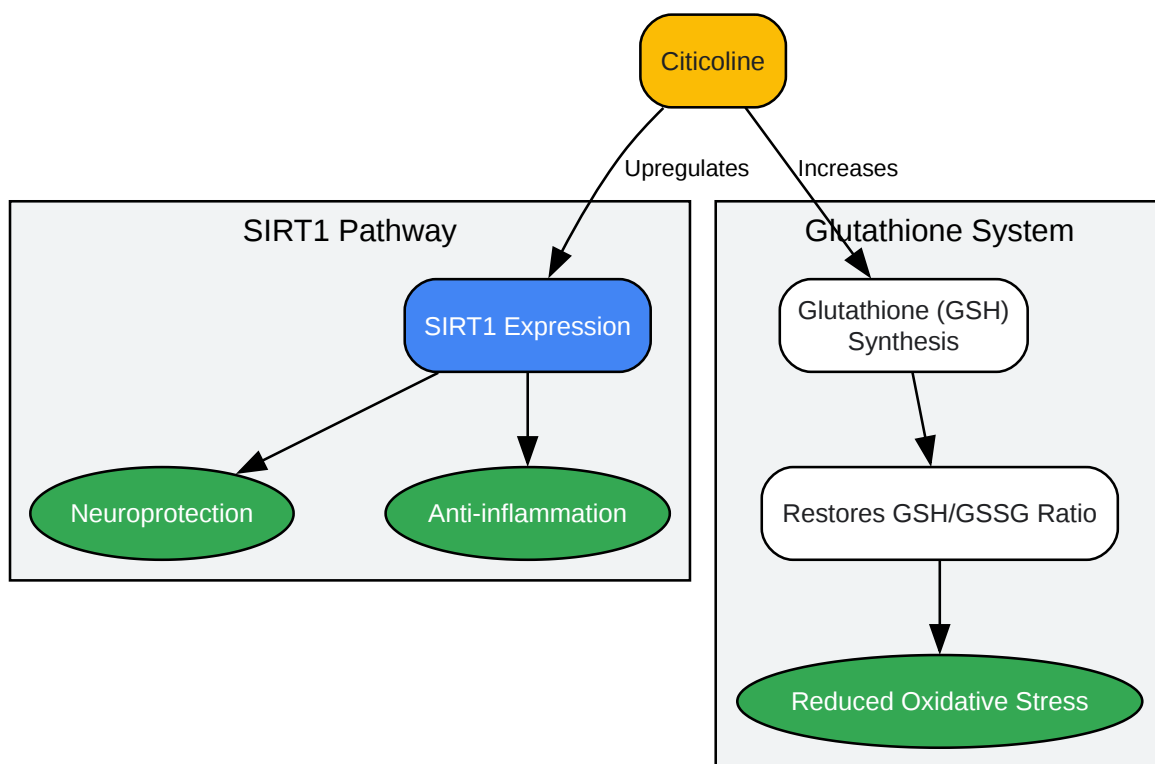 Citicoline
Upregulates
Increases
SIRT1 Pathway
Glutathione System
SIRT1 Expression
Glutathione (GSH)
Synthesis
Neuroprotection
Anti-inflammation
Restores GSH/GSSG Ratio
Reduced Oxidative Stress